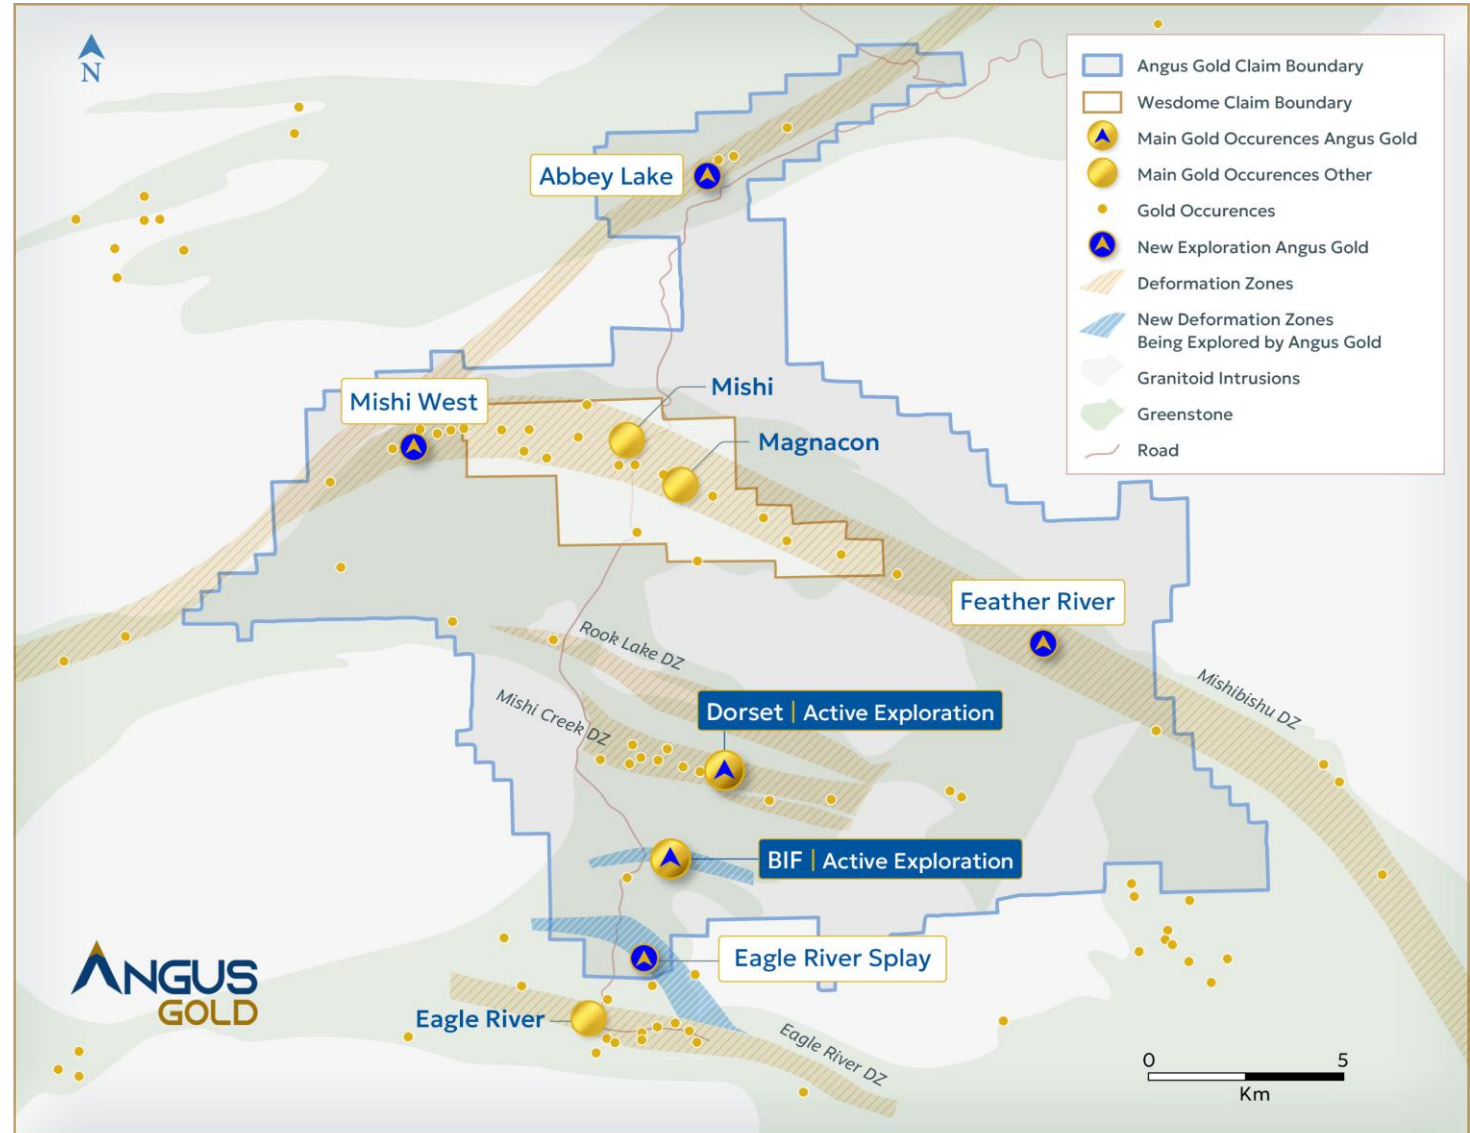 N
Angus Gold Claim Boundary
Wesdome Claim Boundary
Main Gold Occurences Angus Gold
Main Gold Occurences Other
Gold Occurences
New Exploration Angus Gold
Deformation Zones
New Deformation Zones
Being Explored by Angus Gold
Granitoid Intrusions
Greenstone
Road
Abbey Lake
Mishi West
Mishi
Magnacon
Feather River
Rook Lake DZ
Mishibishu DZ
Mishi Creek DZ
Dorset | Active Exploration
BIF | Active Exploration
Eagle River Splay
Eagle River
Eagle River DZ
ANGUS
GOLD
0 5
Km